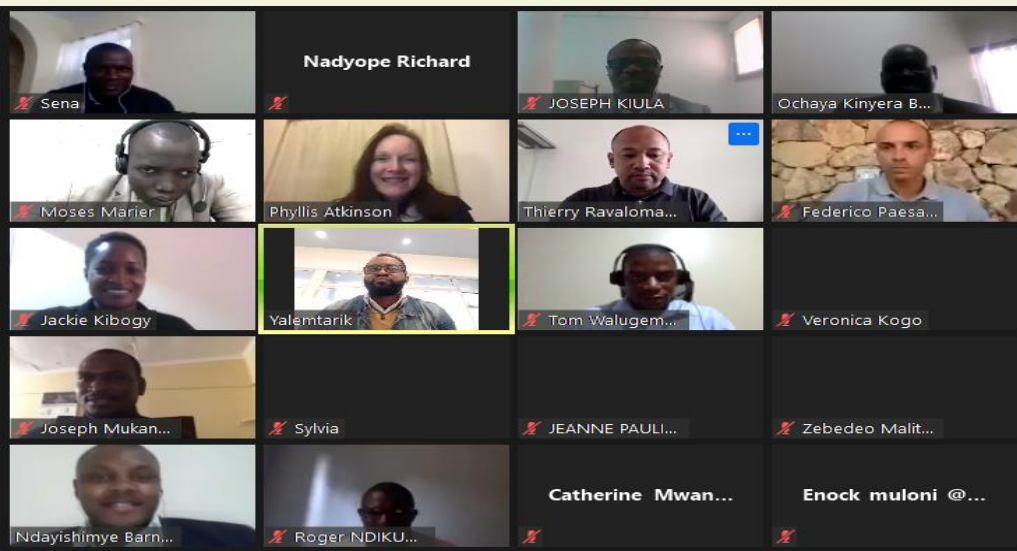 Sena
Nadyope Richard
JOSEPH KIULA
Ochaya Kinyera B...
Moses Marier
Phyllis Atkinson
Thierry Ravaloma...
Federico Paesa...
Jackie Kibogy
Yalemtarik
Tom Walugem...
Veronica Kogo
Joseph Mukan...
Sylvia
JEANNE PAULI...
Zebedeo Malit...
Ndayishimye Barn...
Roger NDIKU...
Catherine Mwan...
Enock muloni @...